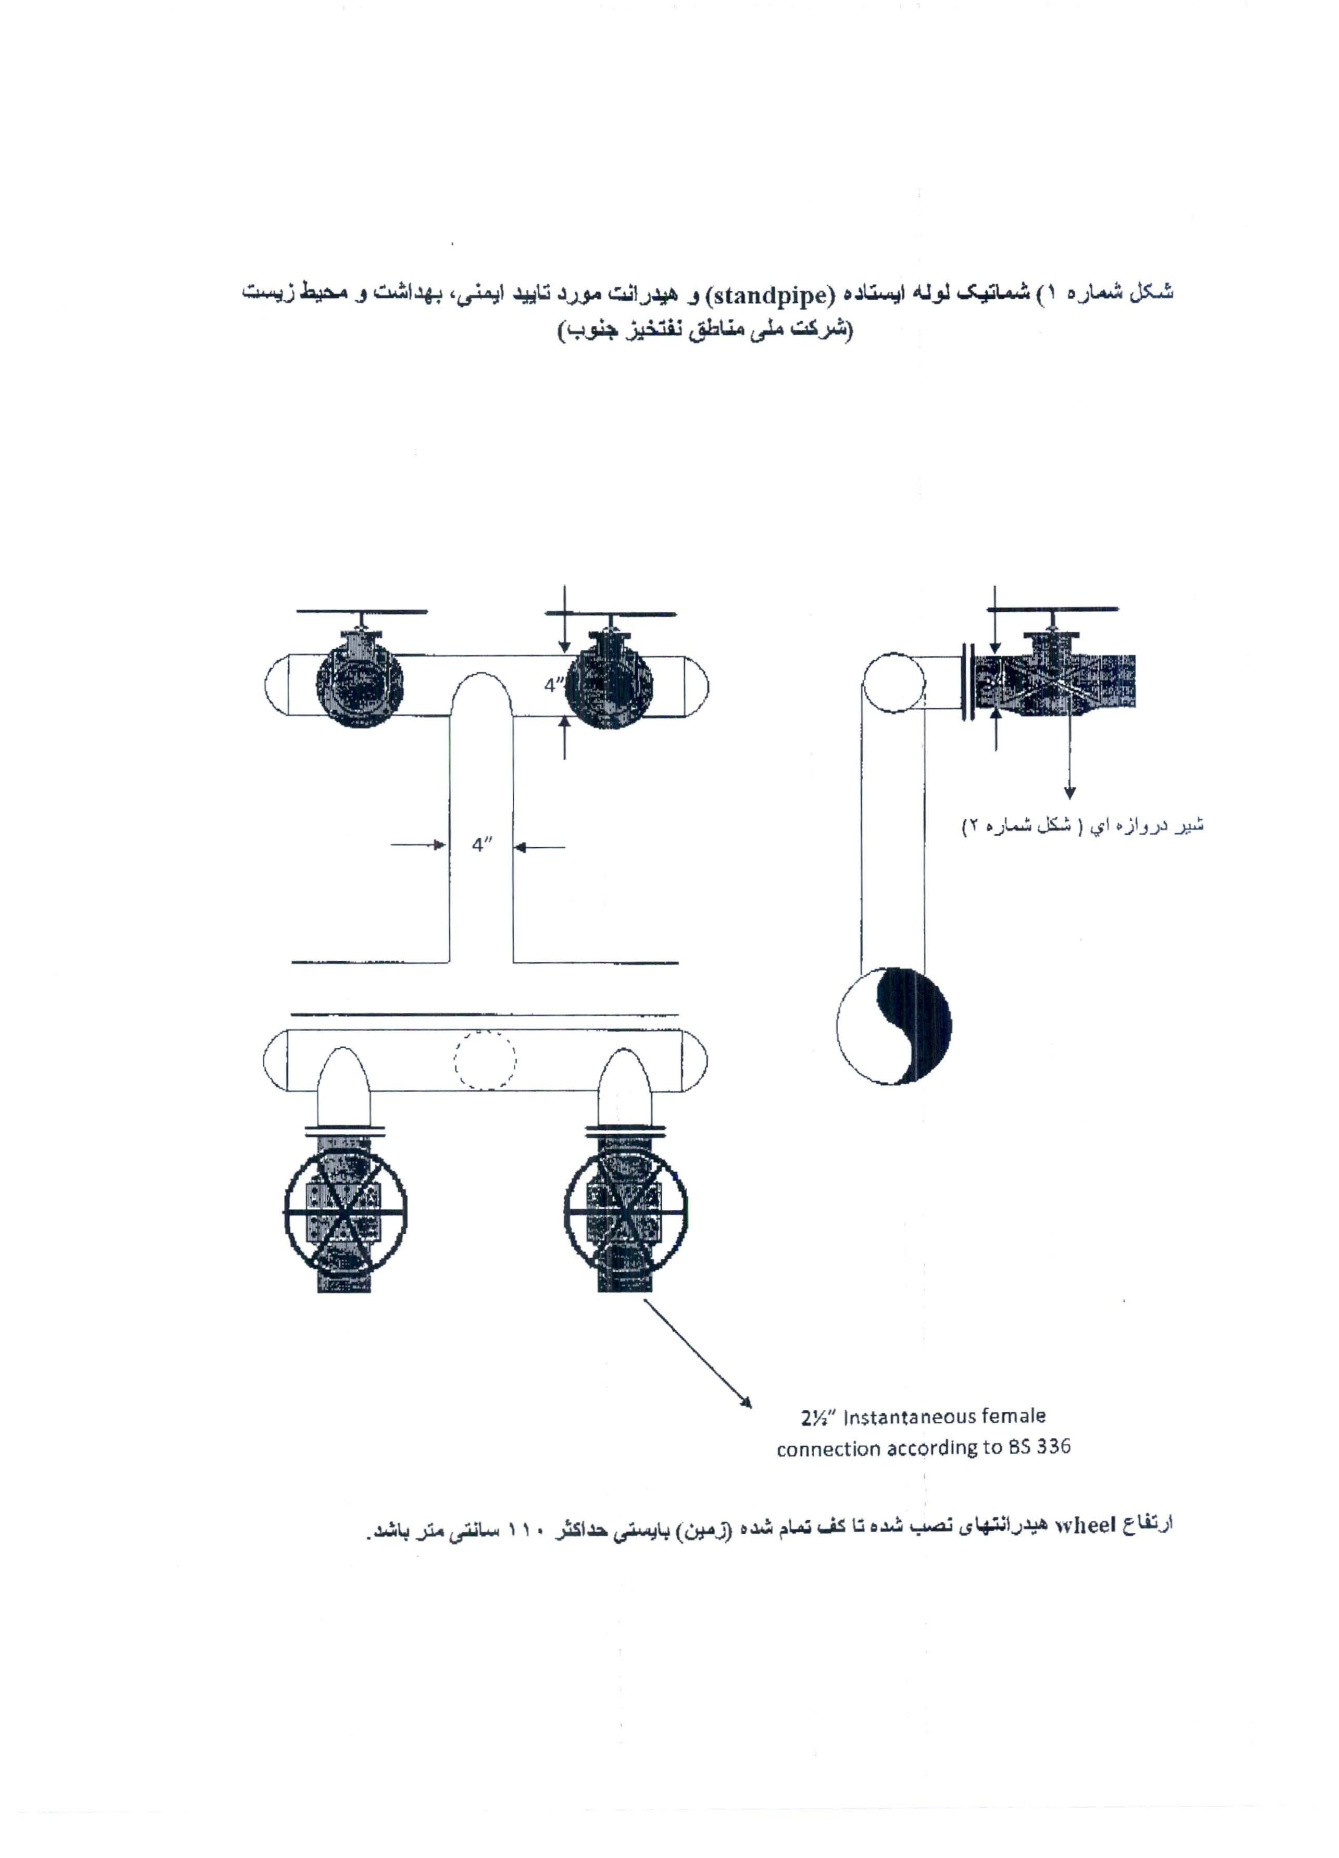 شکل شماره ۱) شماتیک لوله ایستاده (standpipe) و هیدرانت مورد تایید ایمنی، بهداشت و محیط زیست
(شرکت ملی مناطق نفتخیز جنوب)
4″
4″
شیر دروازه اي ( شکل شماره ۲)
2½″ Instantaneous female
connection according to BS 336
ارتفاع wheel هیدرانتهای نصب شده تا کف تمام شده (زمین) بایستی حداکثر ۱۱۰ سانتی متر باشد.